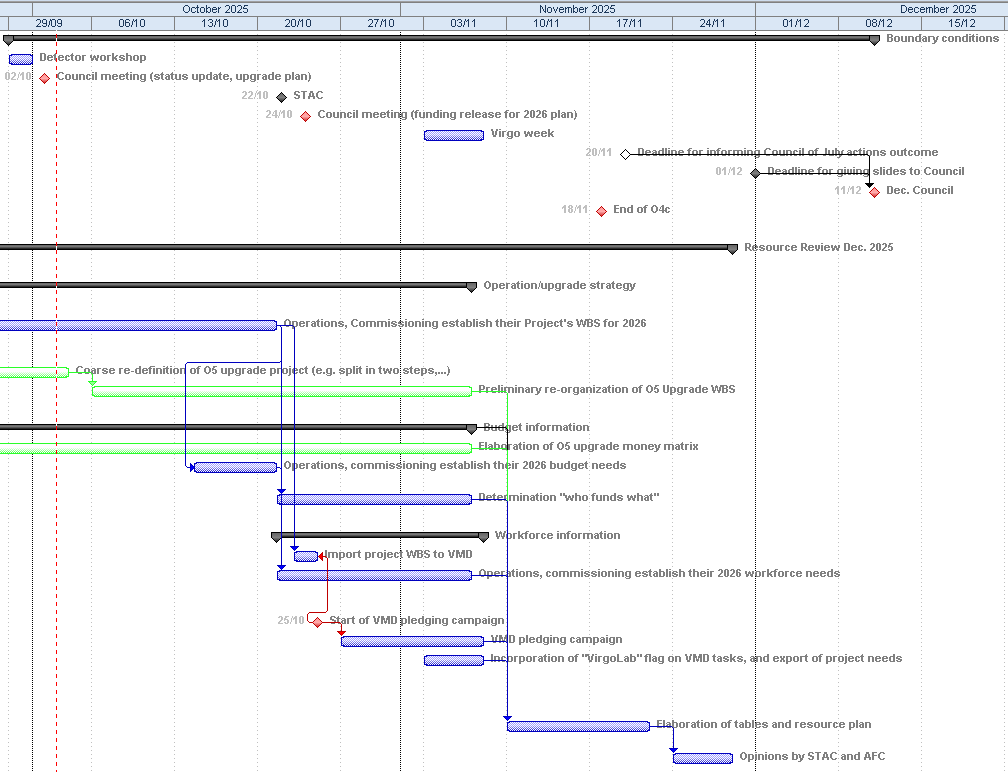 October 2025 November 2025 December 2025
29/09 06/10 13/10 20/10 27/10 03/11 10/11 17/11 24/11 01/12 08/12 15/12
Boundary conditions
Detector workshop
02/10 Council meeting (status update, upgrade plan)
22/10 STAC
24/10 Council meeting (funding release for 2026 plan)
Virgo week
20/11 Deadline for informing Council of July actions outcome
01/12 Deadline for giving slides to Council
11/12 Dec. Council
18/11 End of O4c
Resource Review Dec. 2025
Operation/upgrade strategy
Operations, Commissioning establish their Project's WBS for 2026
Coarse re-definition of O5 upgrade project (e.g. split in two steps,...)
Preliminary re-organization of O5 Upgrade WBS
Budget information
Elaboration of O5 upgrade money matrix
Operations, commissioning establish their 2026 budget needs
Determination "who funds what"
Workforce information
Import project WBS to VMD
Operations, commissioning establish their 2026 workforce needs
25/10 Start of VMD pledging campaign
VMD pledging campaign
Incorporation of "VirgoLab" flag on VMD tasks, and export of project needs
Elaboration of tables and resource plan
Opinions by STAC and AFC